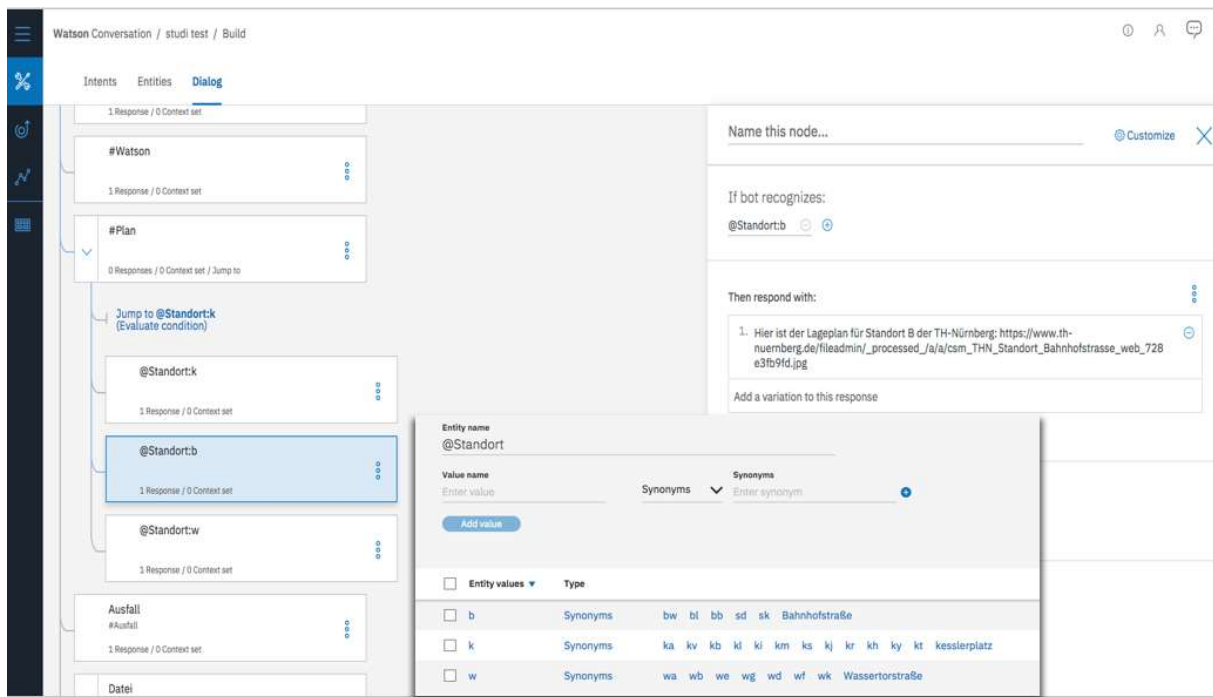 Watson Conversation / studi test / Build
Intents Entities Dialog
1 Response / 0 Context set
#Watson
1 Response / 0 Context set
#Plan
0 Responses / 0 Context set / Jump to
Jump to @Standort:k
(Evaluate condition)
@Standort:k
1 Response / 0 Context set
@Standort:b
1 Response / 0 Context set
@Standort:w
1 Response / 0 Context set
Ausfall
#Ausfall
1 Response / 0 Context set
Datei
Name this node...
Customize
If bot recognizes:
@Standort:b
Then respond with:
1. Hier ist der Lageplan für Standort B der TH-Nürnberg: https://www.th-
nuernberg.de/fileadmin/_processed_/a/a/csm_THN_Standort_Bahnhofstrasse_web_728
e3fb9fd.jpg
Add a variation to this response
Entity name
@Standort
Value name Synonyms
Enter value Synonyms Enter synonym
Add value
Entity values Type
b Synonyms bw bl bb sd sk Bahnhofstraße
k Synonyms ka kv kb kl ki km ks kj kr kh ky kt kesslerplatz
w Synonyms wa wb we wg wd wf wk Wassertorstraße